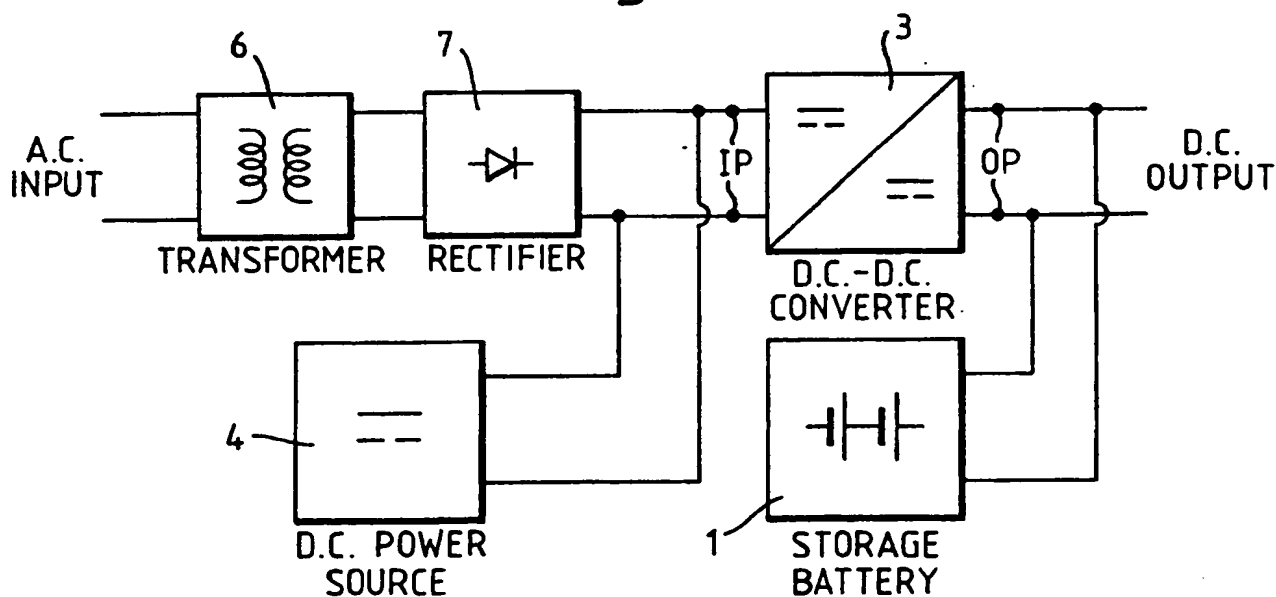 6
7
3
A.C.
INPUT
TRANSFORMER
RECTIFIER
IP
D.C.-D.C.
CONVERTER
OP
D.C.
OUTPUT
4
D.C. POWER
SOURCE
1
STORAGE
BATTERY